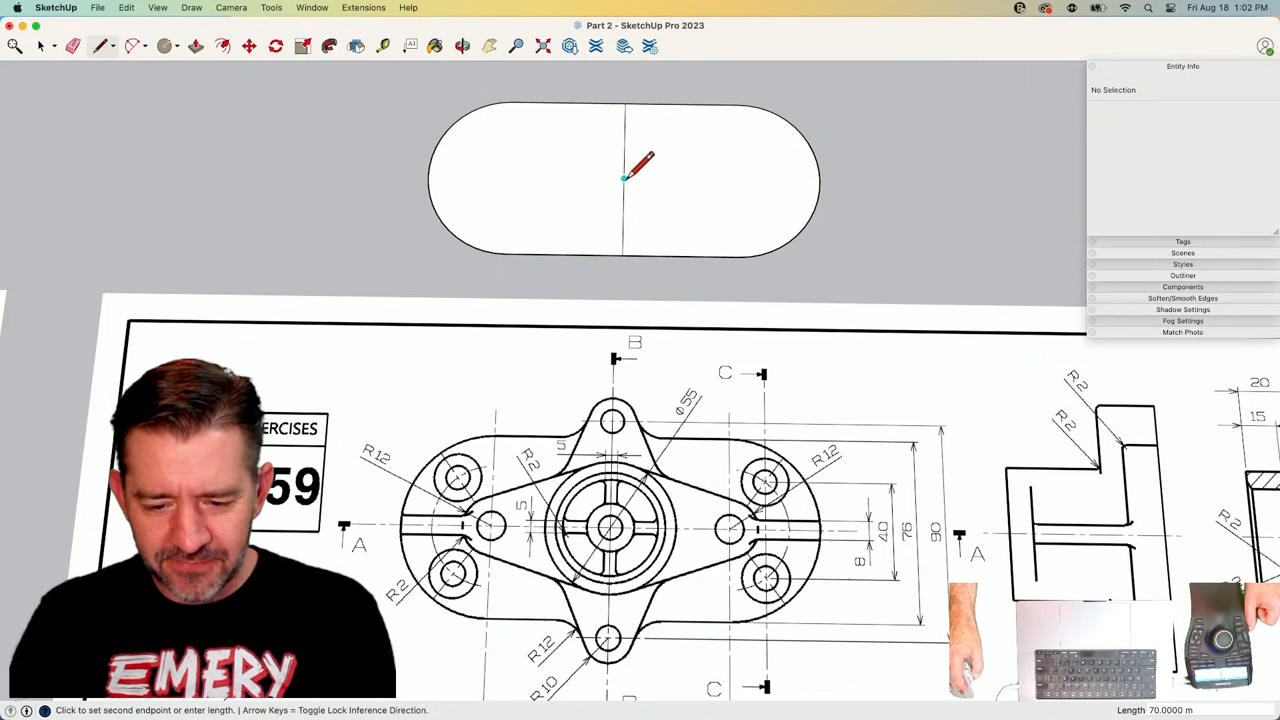 SketchUp File Edit View Camera Draw Tools Window Extensions Help
Fri Aug 18 1:02 PM
Part 2 - SketchUp Pro 2023
A1
Entity Info
No Selection
Tags
Scenes
Styles
Outliner
Components
Soften/Smooth Edges
Shadow Settings
Fog Settings
Match Photo
B
C
ϕ55
R2
R2
20
15
ERCISES
59
R12
5
R2
5
R12
40
76
90
8
A
A
R2
R12
R10
C
EMERY
Click to set second endpoint or enter length. | Arrow Keys = Toggle Lock Inference Direction.
Length 70.0000 m